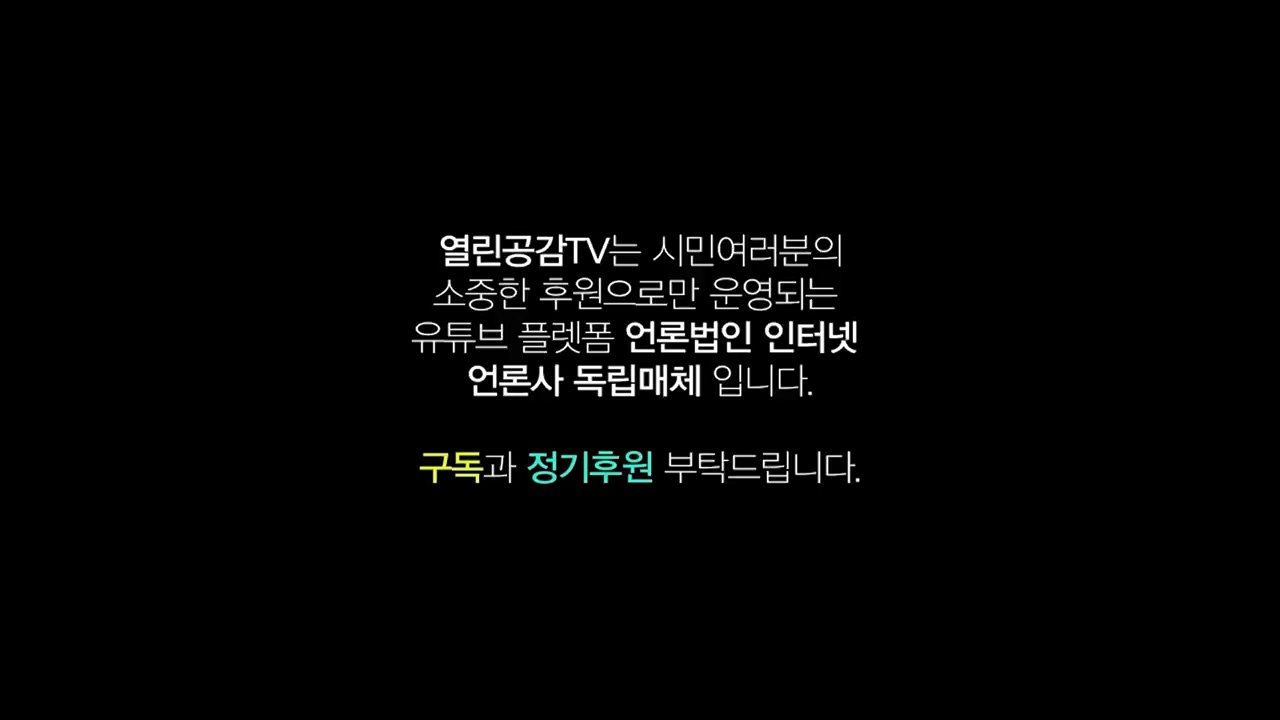 열린공감TV는 시민여러분의
소중한 후원으로만 운영되는
유튜브 플렛폼 언론법인 인터넷
언론사 독립매체 입니다.
구독과 정기후원 부탁드립니다.